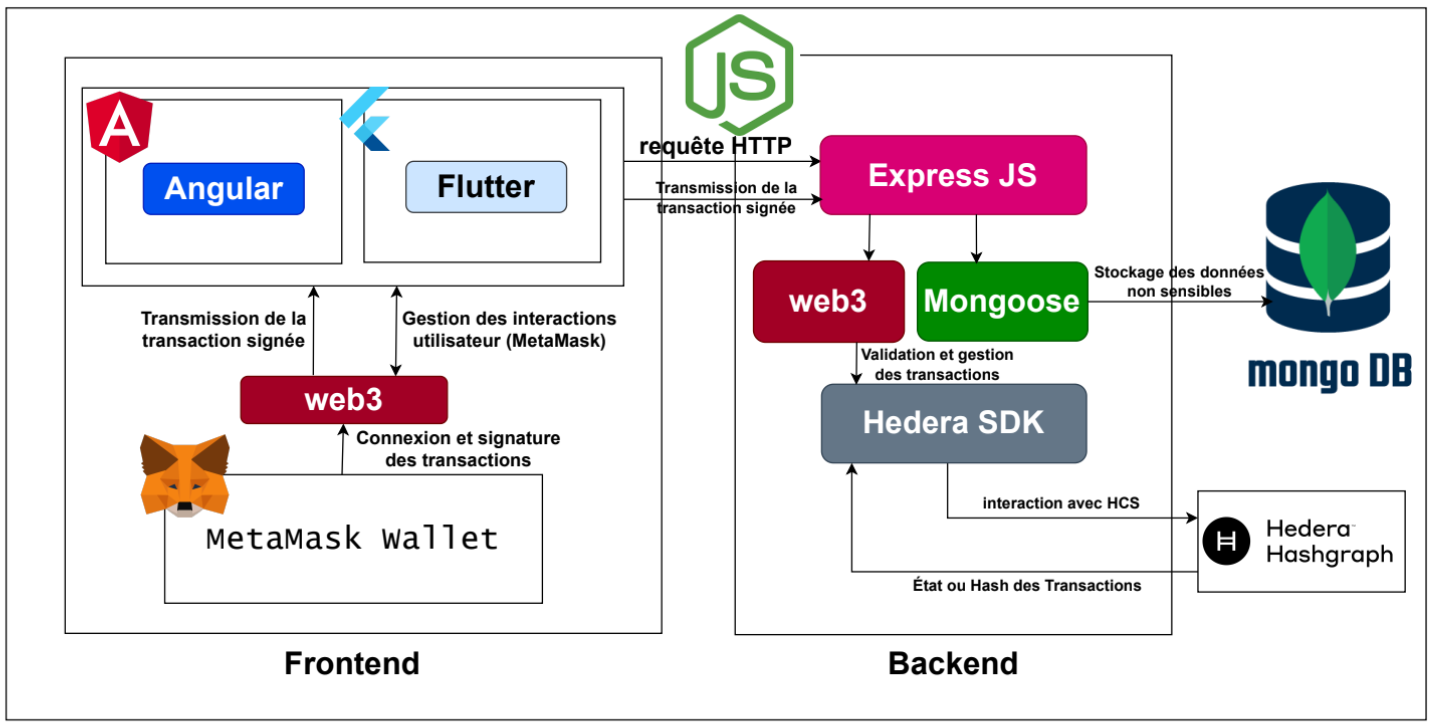 JS
A
Angular
Flutter
requête HTTP
Transmission de la
transaction signée
Express JS
web3
Mongoose
Stockage des données
non sensibles
mongo DB
Transmission de la
transaction signée
Gestion des interactions
utilisateur (MetaMask)
Validation et gestion
des transactions
web3
Hedera SDK
Connexion et signature
des transactions
MetaMask Wallet
interaction avec HCS
H
Hedera™
Hashgraph
État ou Hash des Transactions
Frontend
Backend